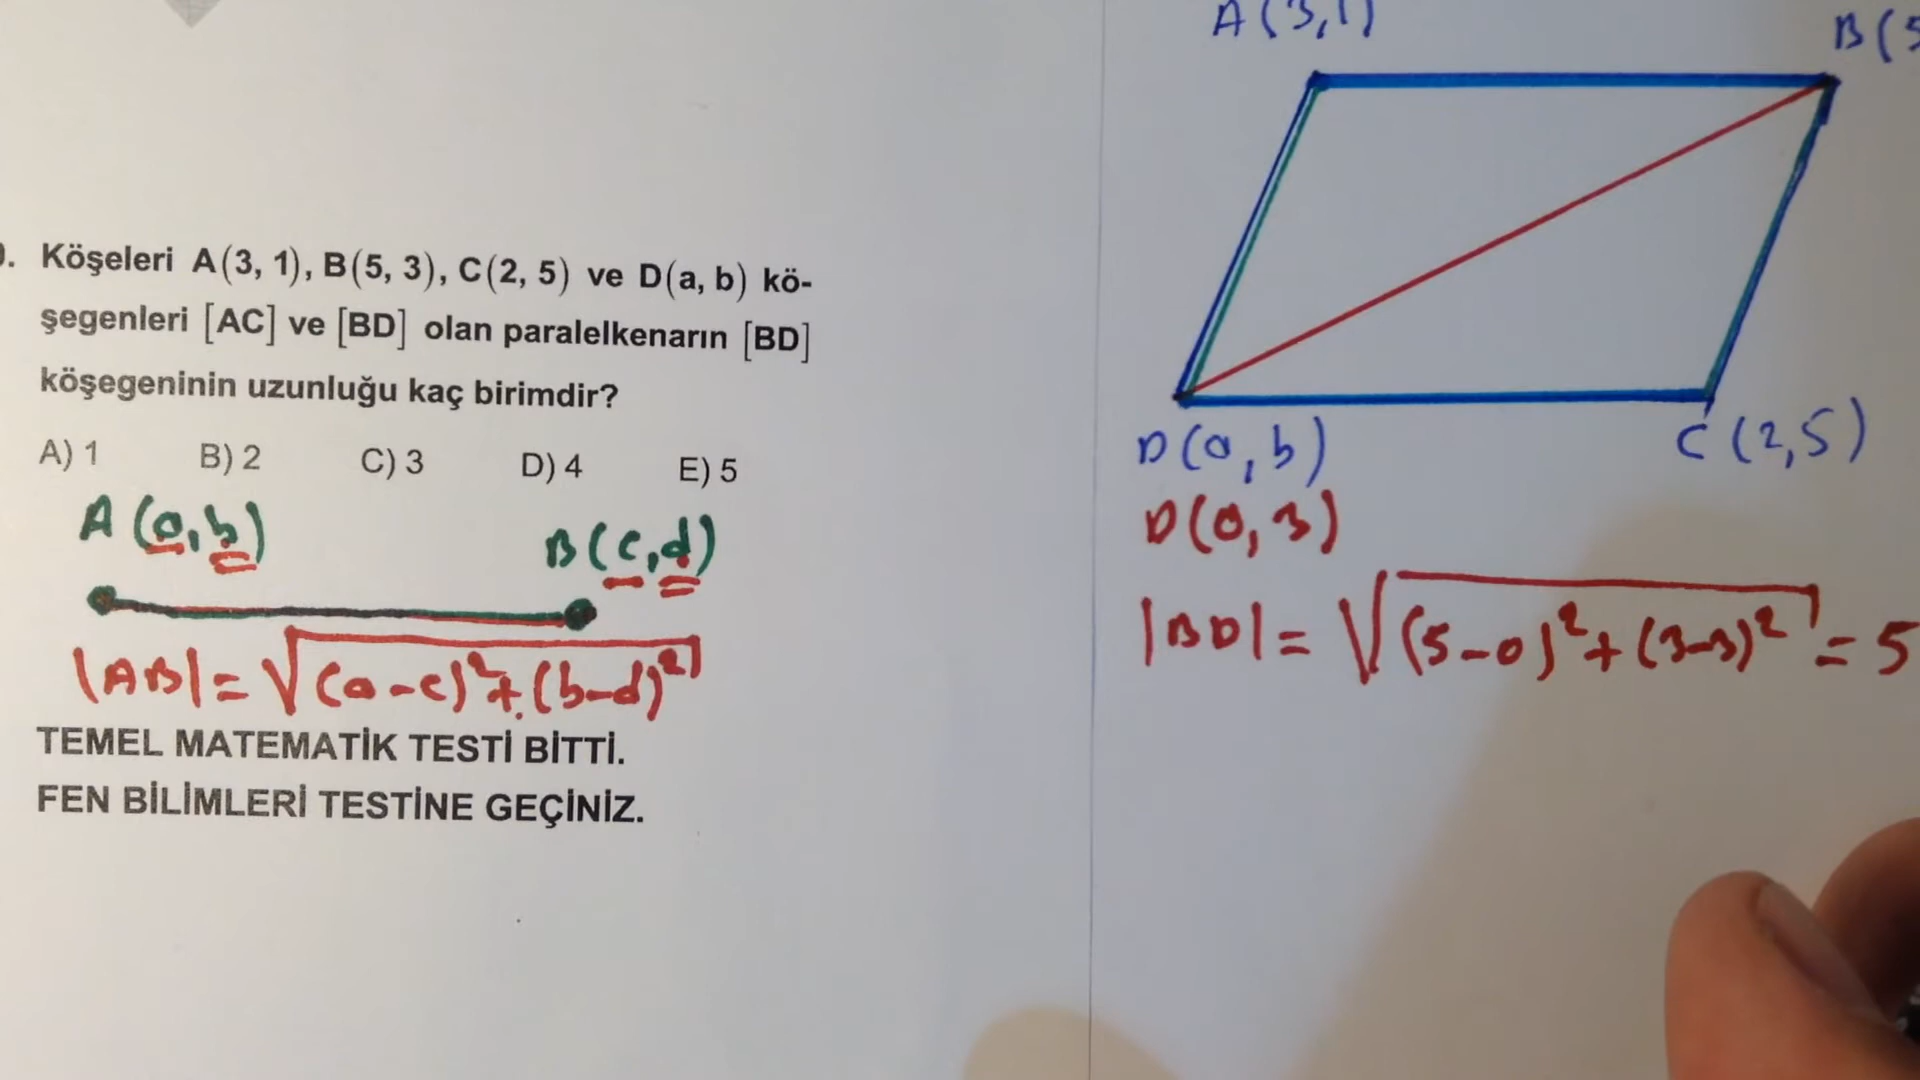 . Köşeleri A(3, 1), B(5, 3), C(2, 5) ve D(a, b) kö-
şegenleri [AC] ve [BD] olan paralelkenarın [BD]
köşegeninin uzunluğu kaç birimdir?
A) 1 B) 2 C) 3 D) 4 E) 5
A(a,b) B(c,d)
|AB| = √(a-c)²+(b-d)²
TEMEL MATEMATİK TESTİ BİTTİ.
FEN BİLİMLERİ TESTİNE GEÇİNİZ.
A(3,1) B(5
D(a,b) C(2,5)
D(0,3)
|BD| = √(5-0)²+(3-3)² = 5